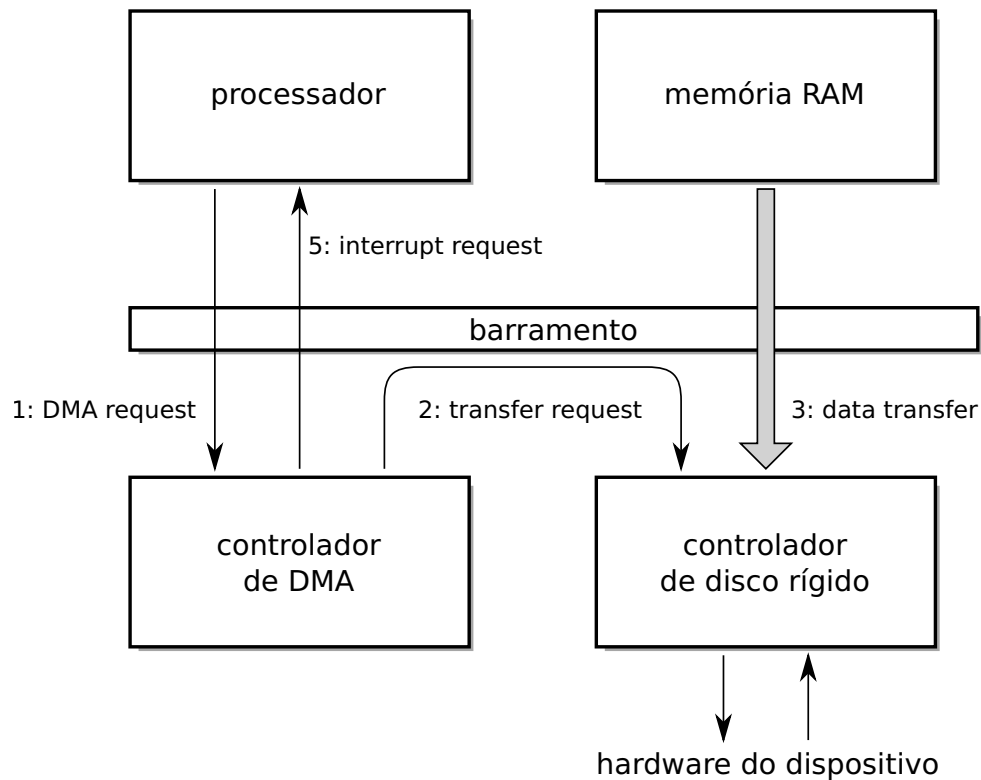 processador
memória RAM
5: interrupt request
barramento
1: DMA request
2: transfer request
3: data transfer
controlador
de DMA
controlador
de disco rígido
hardware do dispositivo